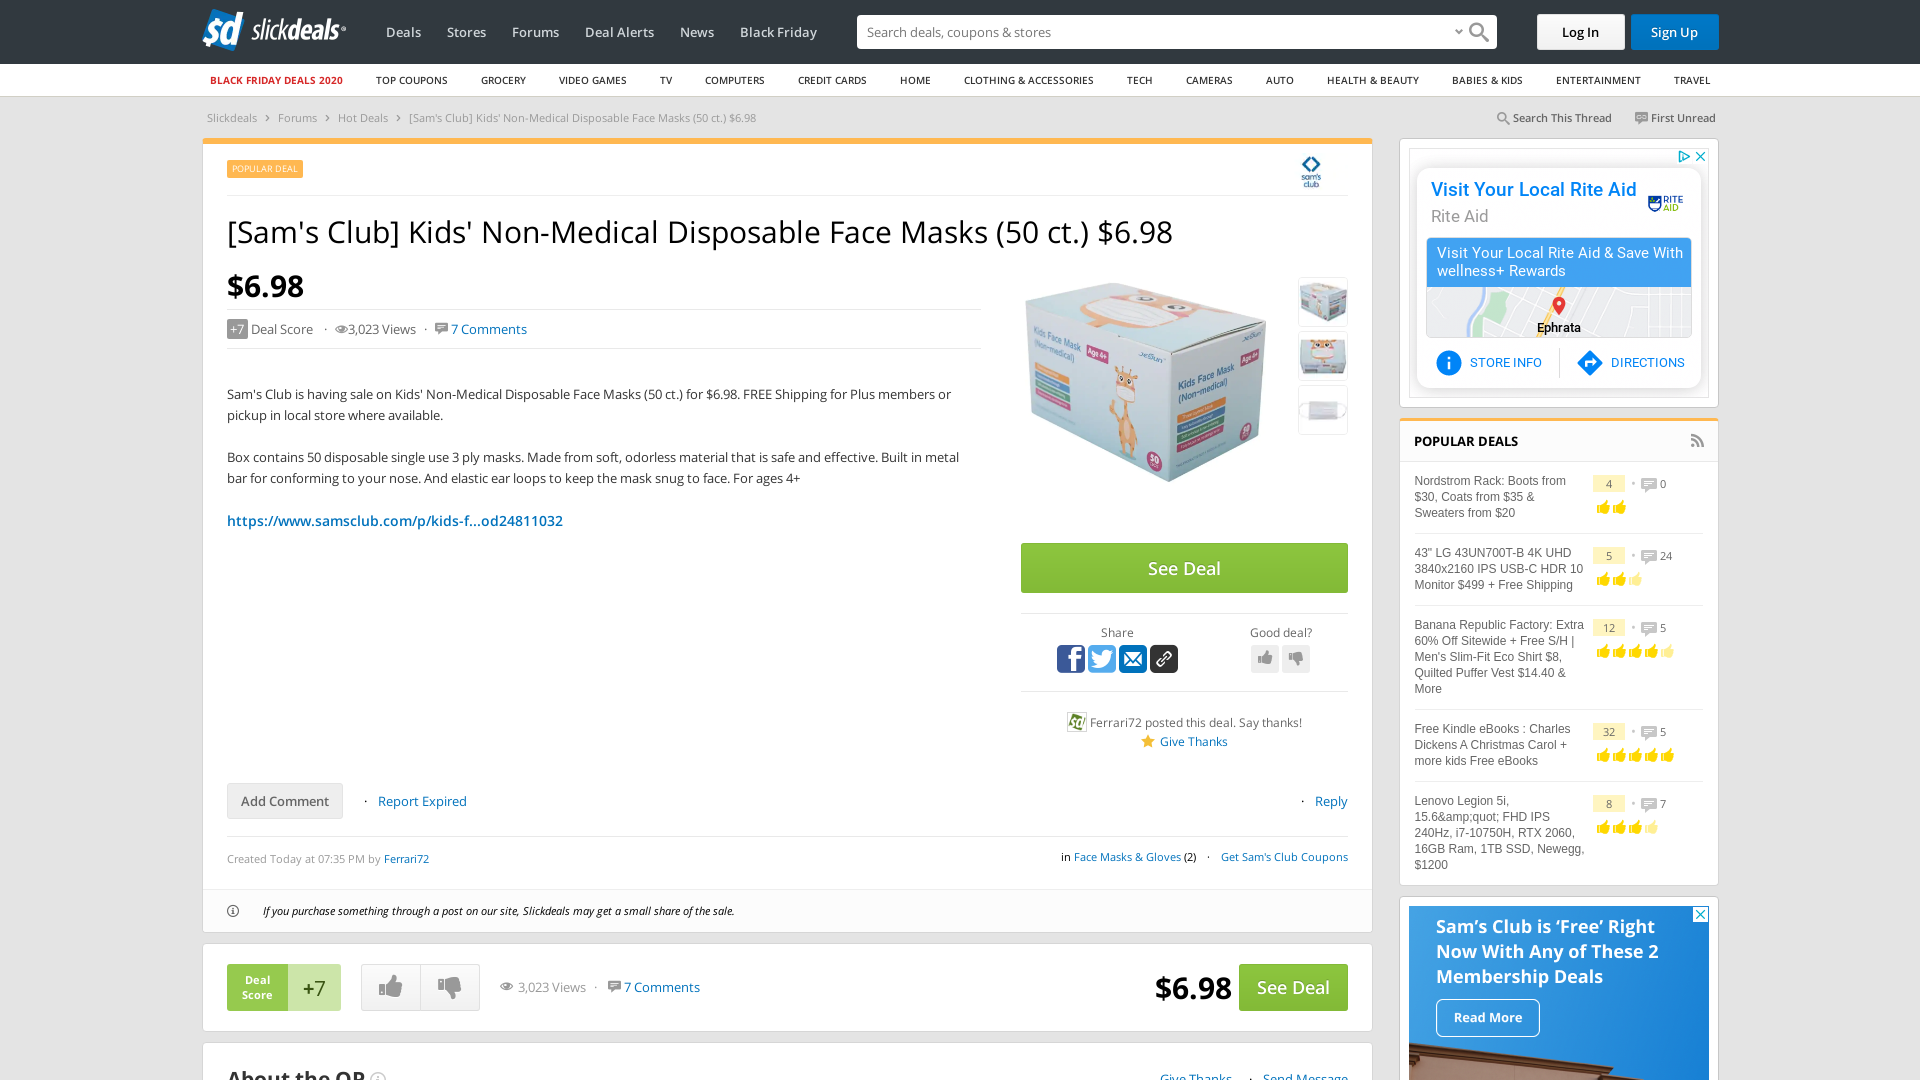 slickdeals
Deals
Stores
Forums
Deal Alerts
News
Black Friday
Search deals, coupons & stores
Log In
Sign Up
BLACK FRIDAY DEALS 2020
TOP COUPONS
GROCERY
VIDEO GAMES
TV
COMPUTERS
CREDIT CARDS
HOME
CLOTHING & ACCESSORIES
TECH
CAMERAS
AUTO
HEALTH & BEAUTY
BABIES & KIDS
ENTERTAINMENT
TRAVEL
Slickdeals > Forums > Hot Deals > [Sam's Club] Kids' Non-Medical Disposable Face Masks (50 ct.) $6.98
Search This Thread
First Unread
POPULAR DEAL
sam's
club
[Sam's Club] Kids' Non-Medical Disposable Face Masks (50 ct.) $6.98
$6.98
+7 Deal Score · 3,023 Views · 7 Comments
Sam's Club is having sale on Kids' Non-Medical Disposable Face Masks (50 ct.) for $6.98. FREE Shipping for Plus members or
pickup in local store where available.
Box contains 50 disposable single use 3 ply masks. Made from soft, odorless material that is safe and effective. Built in metal
bar for conforming to your nose. And elastic ear loops to keep the mask snug to face. For ages 4+
https://www.samsclub.com/p/kids-f...od24811032
Kids Face Mask
(Non-medical)
Age 4+
Kids Face Mask
(Non-medical)
Age 4+
50
See Deal
Share
Good deal?
Ferrari72 posted this deal. Say thanks!
Give Thanks
Add Comment
· Report Expired
· Reply
Created Today at 07:35 PM by Ferrari72
in Face Masks & Gloves (2) · Get Sam's Club Coupons
If you purchase something through a post on our site, Slickdeals may get a small share of the sale.
Deal
Score
+7
3,023 Views · 7 Comments
$6.98
See Deal
About the OP
Give Thanks · Send Message
Visit Your Local Rite Aid
Rite Aid
RITE
AID
Visit Your Local Rite Aid & Save With
wellness+ Rewards
Ephrata
STORE INFO
DIRECTIONS
POPULAR DEALS
Nordstrom Rack: Boots from
$30, Coats from $35 &
Sweaters from $20
4 · 0
43" LG 43UN700T-B 4K UHD
3840x2160 IPS USB-C HDR 10
Monitor $499 + Free Shipping
5 · 24
Banana Republic Factory: Extra
60% Off Sitewide + Free S/H |
Men's Slim-Fit Eco Shirt $8,
Quilted Puffer Vest $14.40 &
More
12 · 5
Free Kindle eBooks : Charles
Dickens A Christmas Carol +
more kids Free eBooks
32 · 5
Lenovo Legion 5i,
15.6&amp;quot; FHD IPS
240Hz, i7-10750H, RTX 2060,
16GB Ram, 1TB SSD, Newegg,
$1200
8 · 7
Sam's Club is ‘Free’ Right
Now With Any of These 2
Membership Deals
Read More